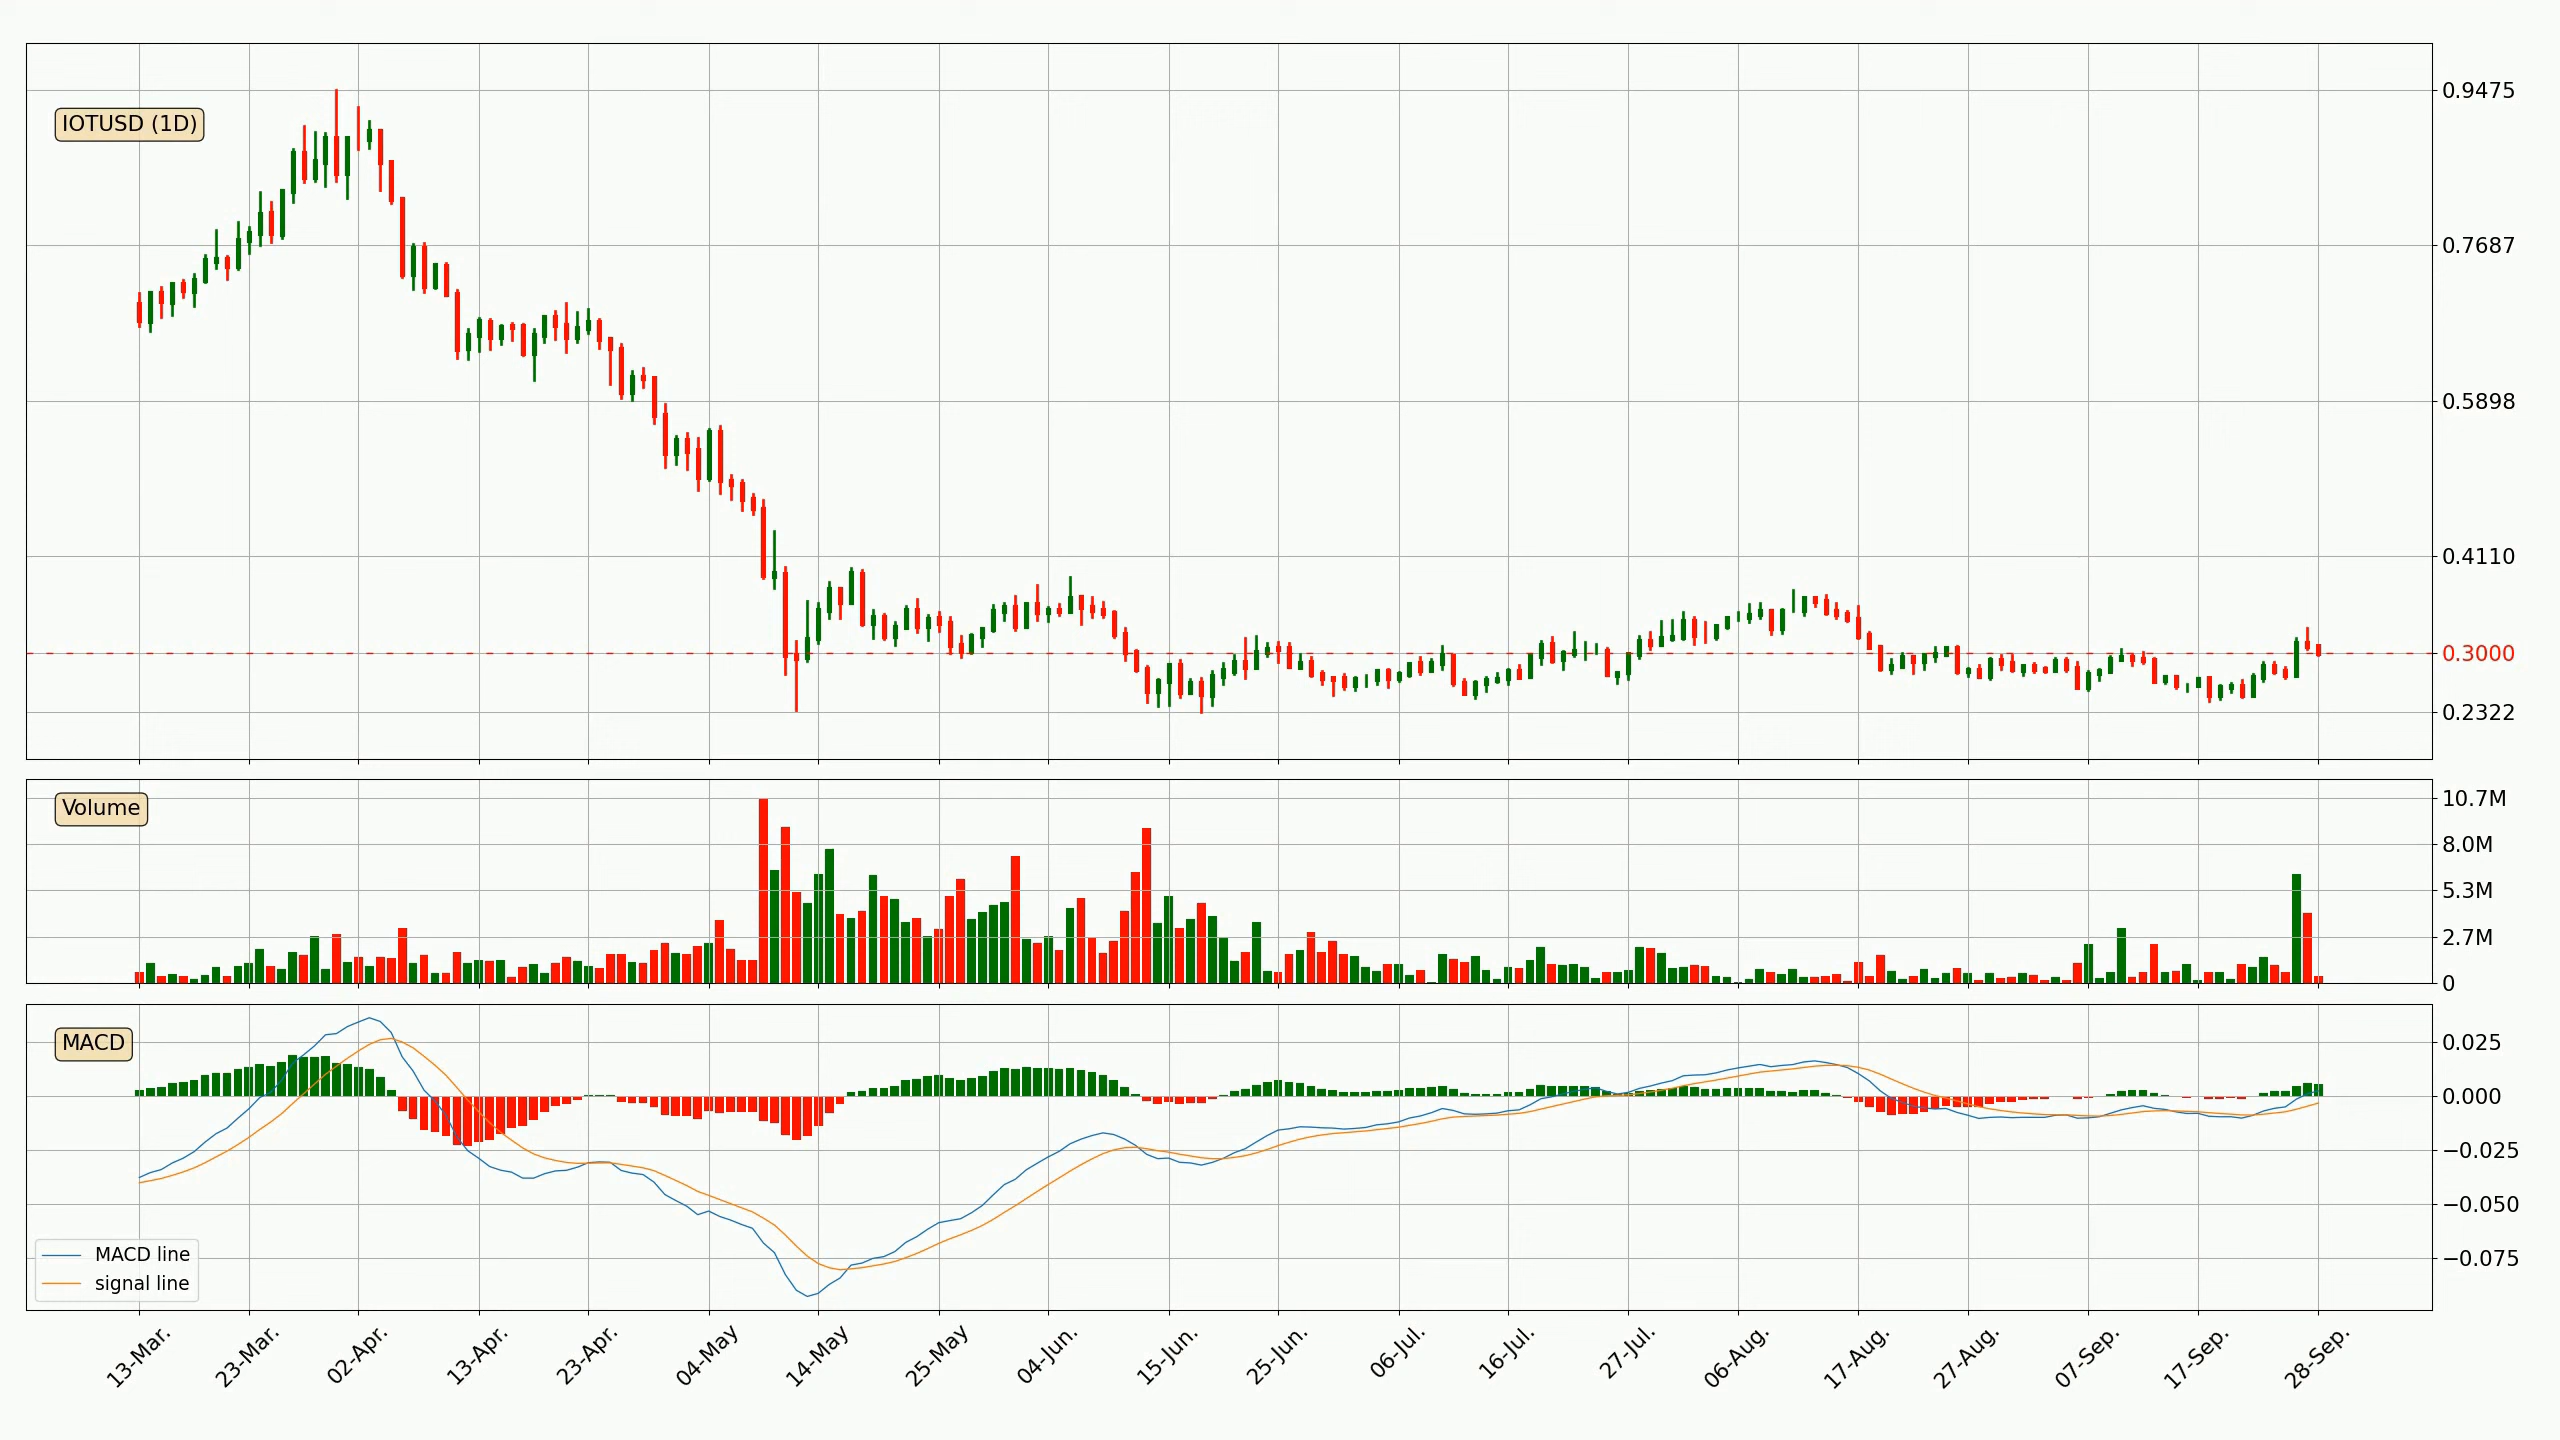 IOTUSD (1D)
0.9475
0.7687
0.5898
0.4110
0.3000
0.2322
Volume
10.7M
8.0M
5.3M
2.7M
0
MACD
0.025
0.000
−0.025
−0.050
−0.075
MACD line
signal line
13-Mar.
23-Mar.
02-Apr.
13-Apr.
23-Apr.
04-May
14-May
25-May
04-Jun.
15-Jun.
25-Jun.
06-Jul.
16-Jul.
27-Jul.
06-Aug.
17-Aug.
27-Aug.
07-Sep.
17-Sep.
28-Sep.